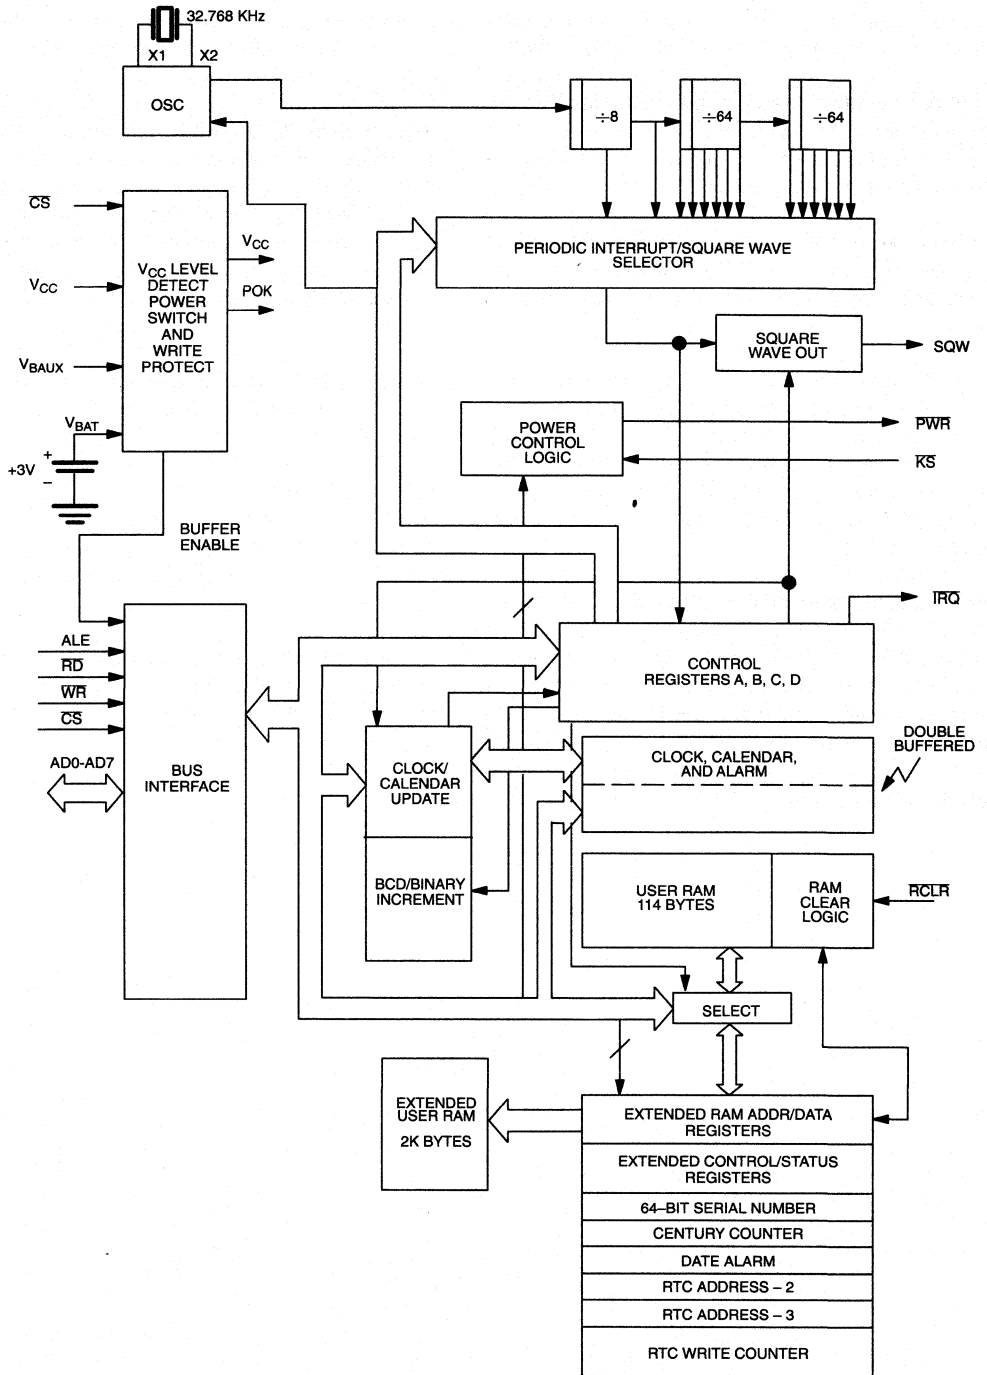 32.768 KHz
X1
X2
OSC
÷8
÷64
÷64
CS
VCC
VBAUX
VBAT
+3V
+
–
VCC LEVEL
DETECT
POWER
SWITCH
AND
WRITE
PROTECT
VCC
POK
PERIODIC INTERRUPT/SQUARE WAVE
SELECTOR
SQUARE
WAVE OUT
SQW
POWER
CONTROL
LOGIC
PWR
KS
BUFFER
ENABLE
IRQ
ALE
RD
WR
CS
AD0-AD7
BUS
INTERFACE
CONTROL
REGISTERS A, B, C, D
CLOCK/
CALENDAR
UPDATE
BCD/BINARY
INCREMENT
CLOCK, CALENDAR,
AND ALARM
DOUBLE
BUFFERED
USER RAM
114 BYTES
RAM
CLEAR
LOGIC
RCLR
SELECT
EXTENDED
USER RAM
2K BYTES
EXTENDED RAM ADDR/DATA
REGISTERS
EXTENDED CONTROL/STATUS
REGISTERS
64–BIT SERIAL NUMBER
CENTURY COUNTER
DATE ALARM
RTC ADDRESS – 2
RTC ADDRESS – 3
RTC WRITE COUNTER